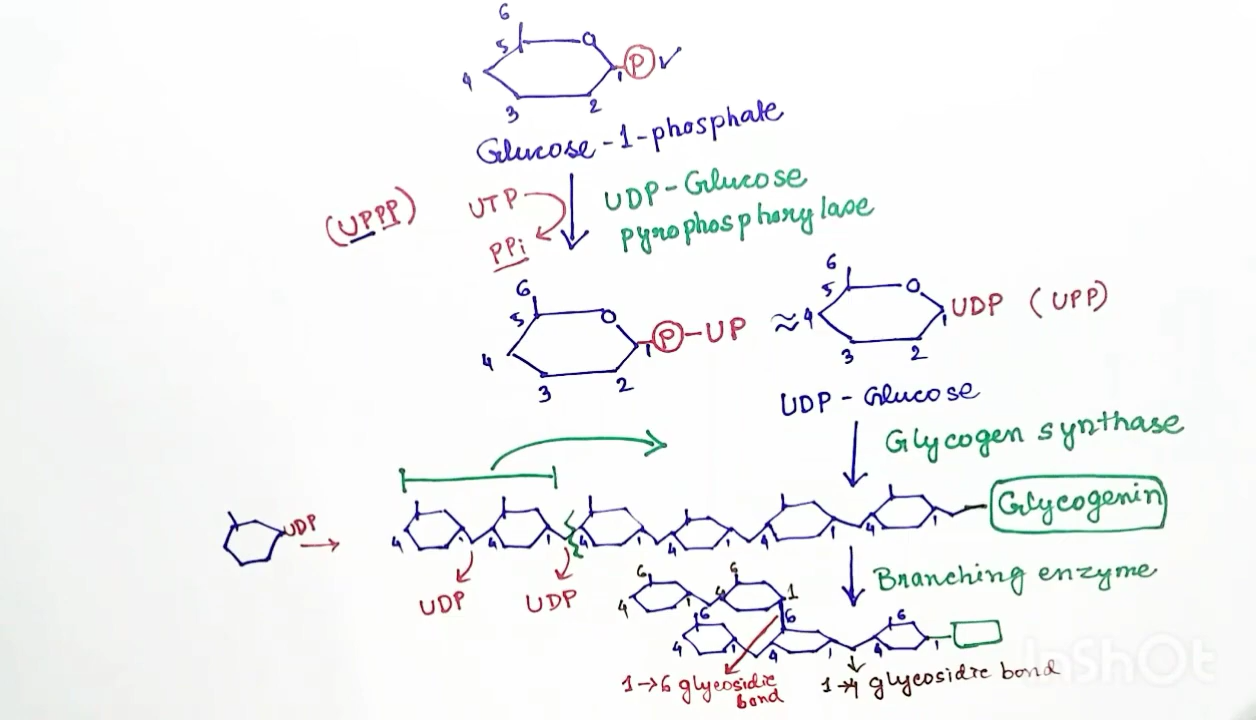 6
5 O
4 1 P ✓
3 2
Glucose-1-phosphate
(UPPP) UTP UDP-Glucose
PPi pyrophosphorylase
6
5 O
4 1 P-UP
3 2
≈
6
5 O
4 1 UDP (UPP)
3 2
UDP-Glucose
Glycogen synthase
UDP →
4 1 4 1 4 1 4 1 4 1 4 1 Glycogenin
UDP UDP
Branching enzyme
6 6
4 1 4 1
6 6 6
4 1 4 1 4 1
1→6 glycosidic bond
1→4 glycosidic bond
InShOt